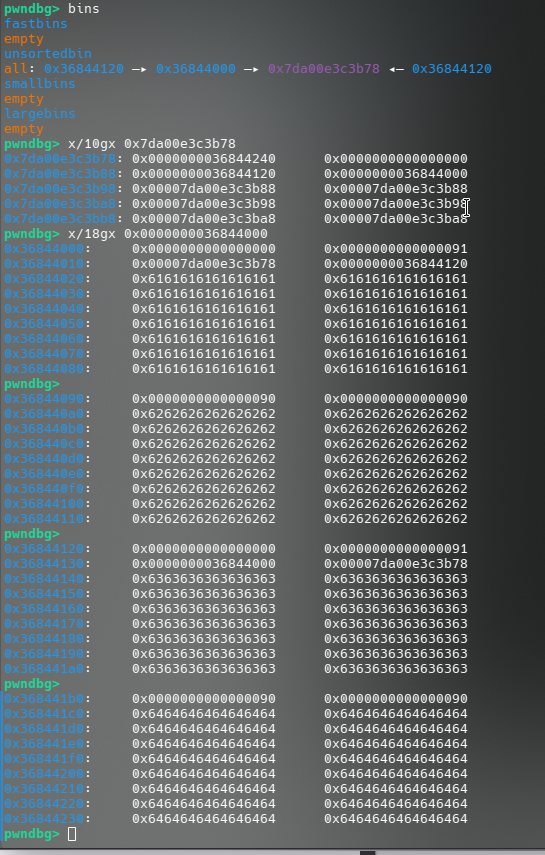 pwndbg> bins
fastbins
empty
unsortedbin
all: 0x36844120 —▸ 0x36844000 —▸ 0x7da00e3c3b78 ◂— 0x36844120
smallbins
empty
largebins
empty
pwndbg> x/10gx 0x7da00e3c3b78
0x7da00e3c3b78: 0x0000000036844240 0x0000000000000000
0x7da00e3c3b88: 0x0000000036844120 0x0000000036844000
0x7da00e3c3b98: 0x00007da00e3c3b88 0x00007da00e3c3b88
0x7da00e3c3ba8: 0x00007da00e3c3b98 0x00007da00e3c3b98
0x7da00e3c3bb8: 0x00007da00e3c3ba8 0x00007da00e3c3ba8
pwndbg> x/18gx 0x0000000036844000
0x36844000: 0x0000000000000000 0x0000000000000091
0x36844010: 0x00007da00e3c3b78 0x0000000036844120
0x36844020: 0x6161616161616161 0x6161616161616161
0x36844030: 0x6161616161616161 0x6161616161616161
0x36844040: 0x6161616161616161 0x6161616161616161
0x36844050: 0x6161616161616161 0x6161616161616161
0x36844060: 0x6161616161616161 0x6161616161616161
0x36844070: 0x6161616161616161 0x6161616161616161
0x36844080: 0x6161616161616161 0x6161616161616161
pwndbg>
0x36844090: 0x0000000000000090 0x0000000000000090
0x368440a0: 0x6262626262626262 0x6262626262626262
0x368440b0: 0x6262626262626262 0x6262626262626262
0x368440c0: 0x6262626262626262 0x6262626262626262
0x368440d0: 0x6262626262626262 0x6262626262626262
0x368440e0: 0x6262626262626262 0x6262626262626262
0x368440f0: 0x6262626262626262 0x6262626262626262
0x36844100: 0x6262626262626262 0x6262626262626262
0x36844110: 0x6262626262626262 0x6262626262626262
pwndbg>
0x36844120: 0x0000000000000000 0x0000000000000091
0x36844130: 0x0000000036844000 0x00007da00e3c3b78
0x36844140: 0x6363636363636363 0x6363636363636363
0x36844150: 0x6363636363636363 0x6363636363636363
0x36844160: 0x6363636363636363 0x6363636363636363
0x36844170: 0x6363636363636363 0x6363636363636363
0x36844180: 0x6363636363636363 0x6363636363636363
0x36844190: 0x6363636363636363 0x6363636363636363
0x368441a0: 0x6363636363636363 0x6363636363636363
pwndbg>
0x368441b0: 0x0000000000000090 0x0000000000000090
0x368441c0: 0x6464646464646464 0x6464646464646464
0x368441d0: 0x6464646464646464 0x6464646464646464
0x368441e0: 0x6464646464646464 0x6464646464646464
0x368441f0: 0x6464646464646464 0x6464646464646464
0x36844200: 0x6464646464646464 0x6464646464646464
0x36844210: 0x6464646464646464 0x6464646464646464
0x36844220: 0x6464646464646464 0x6464646464646464
0x36844230: 0x6464646464646464 0x6464646464646464
pwndbg>